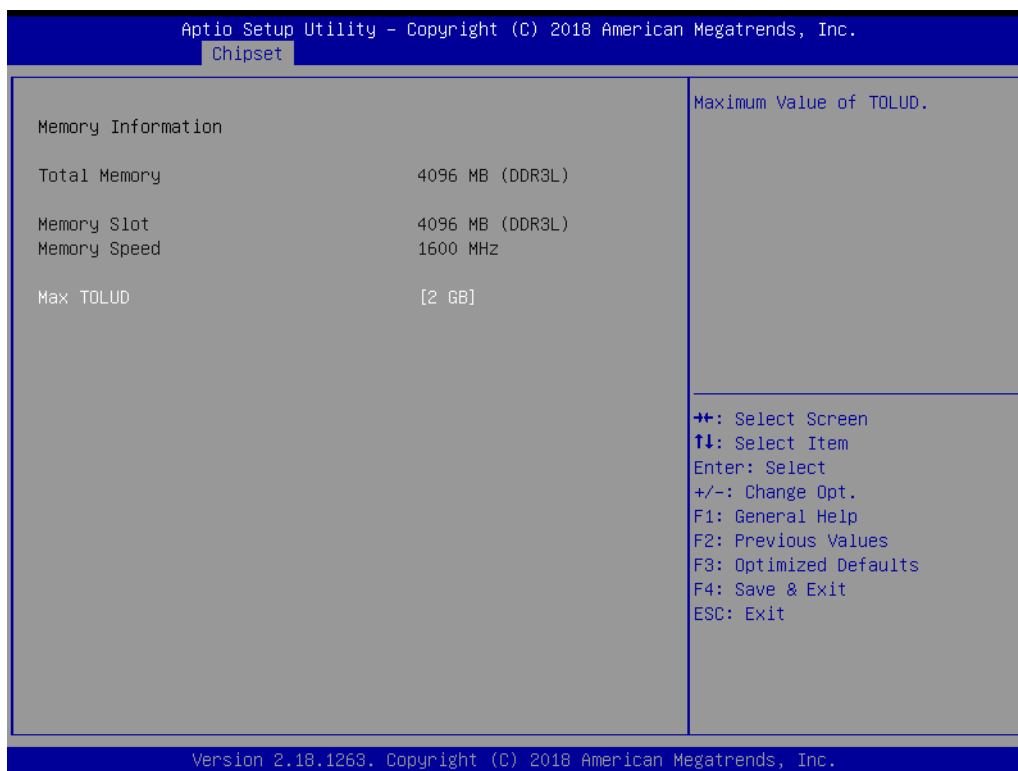 Aptio Setup Utility – Copyright (C) 2018 American Megatrends, Inc.
Chipset
Memory Information
Total Memory 4096 MB (DDR3L)
Memory Slot 4096 MB (DDR3L)
Memory Speed 1600 MHz
Max TOLUD [2 GB]
Maximum Value of TOLUD.
→←: Select Screen
↑↓: Select Item
Enter: Select
+/-: Change Opt.
F1: General Help
F2: Previous Values
F3: Optimized Defaults
F4: Save & Exit
ESC: Exit
Version 2.18.1263. Copyright (C) 2018 American Megatrends, Inc.